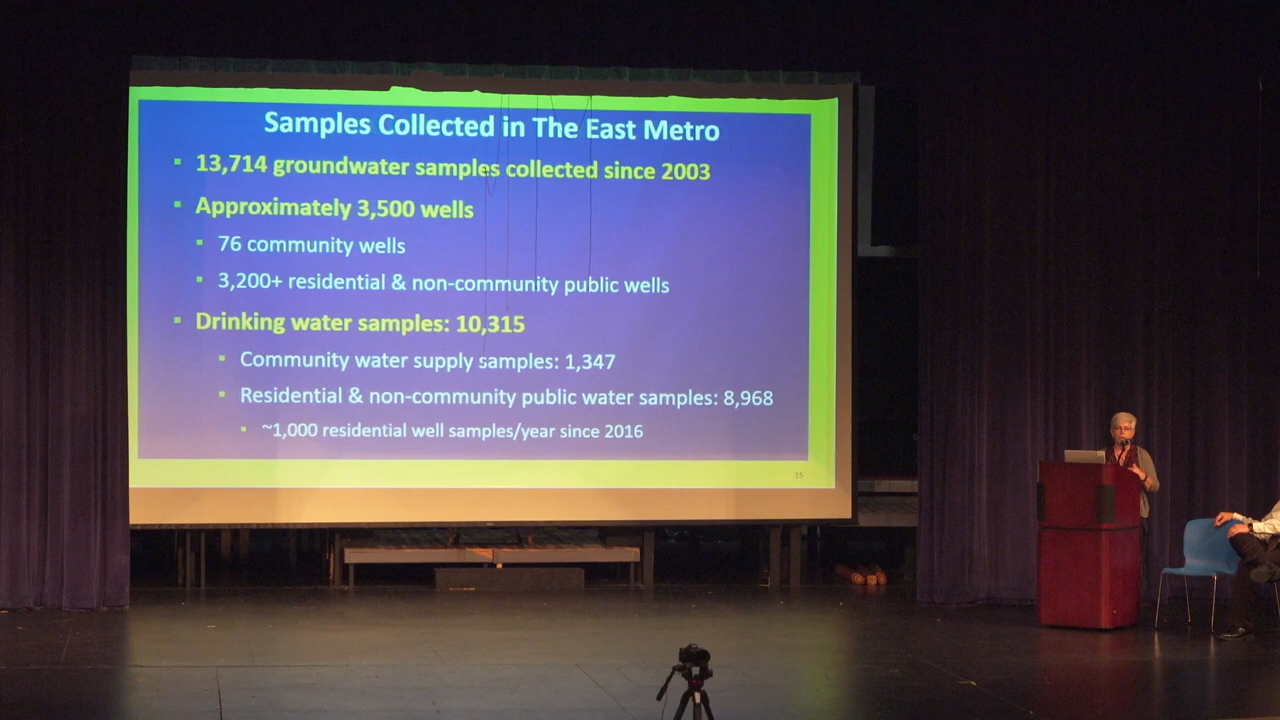 Samples Collected in The East Metro
▪ 13,714 groundwater samples collected since 2003
▪ Approximately 3,500 wells
▪ 76 community wells
▪ 3,200+ residential & non-community public wells
▪ Drinking water samples: 10,315
▪ Community water supply samples: 1,347
▪ Residential & non-community public water samples: 8,968
▪ ~1,000 residential well samples/year since 2016
15